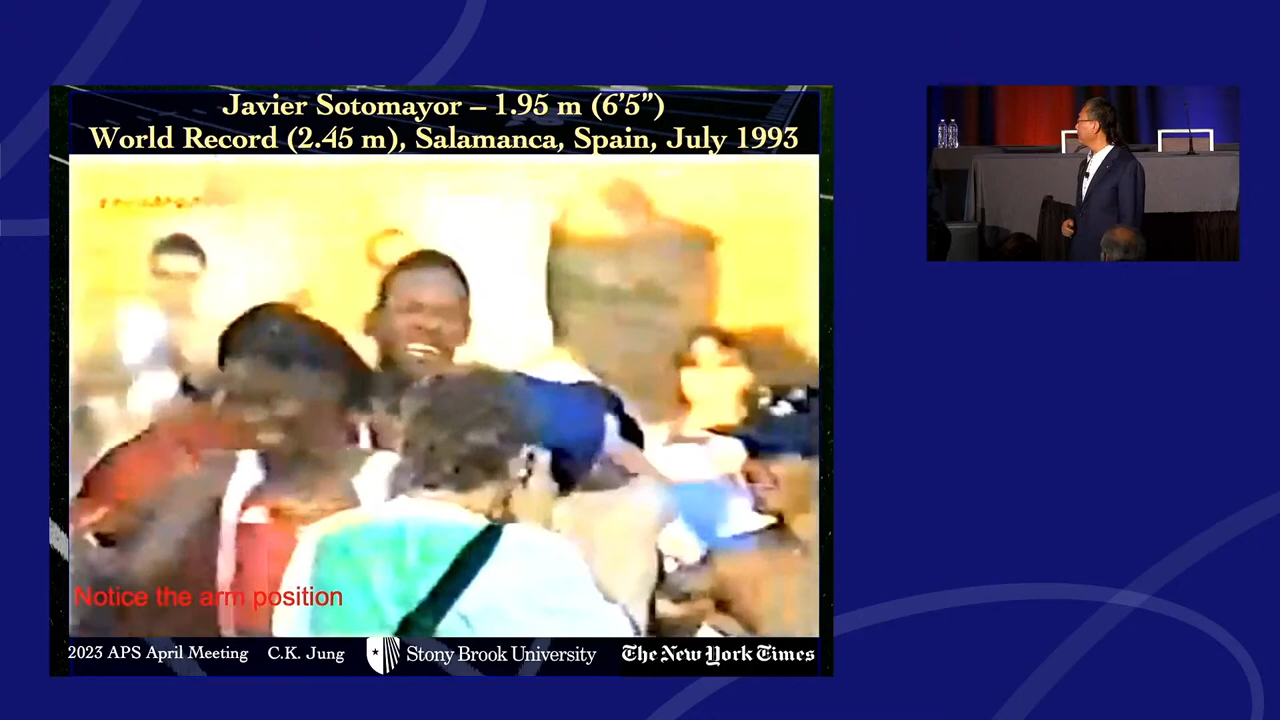 Javier Sotomayor – 1.95 m (6’5”)
World Record (2.45 m), Salamanca, Spain, July 1993
Notice the arm position
2023 APS April Meeting C.K. Jung Stony Brook University The New York Times